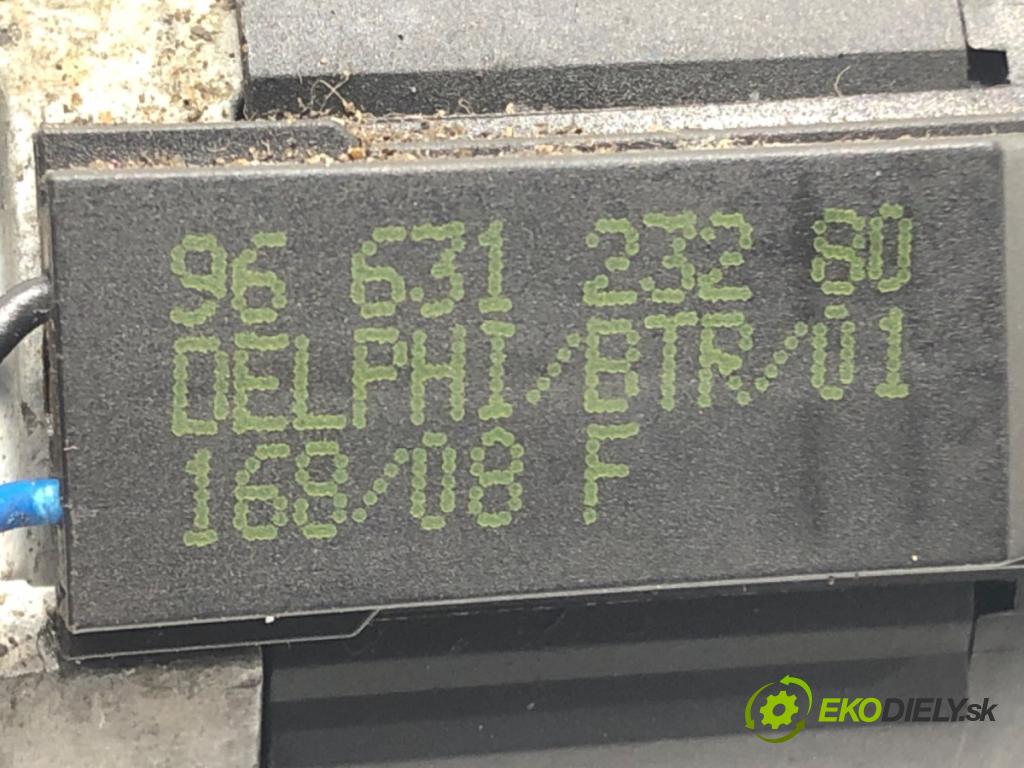 96 631 232 80
DELPHI/BTR/01
168/08 F
EKODIELY.sk